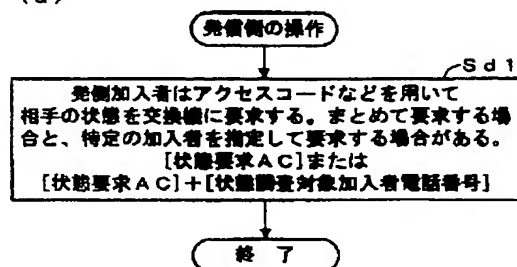 発信側の操作
Sd1
発側加入者はアクセスコードなどを用いて
相手の状態を交換機に要求する。まとめて要求する場
合と、特定の加入者を指定して要求する場合がある。
[状態要求AC]または
[状態要求AC]+[状態調査対象加入者電話番号]
終了